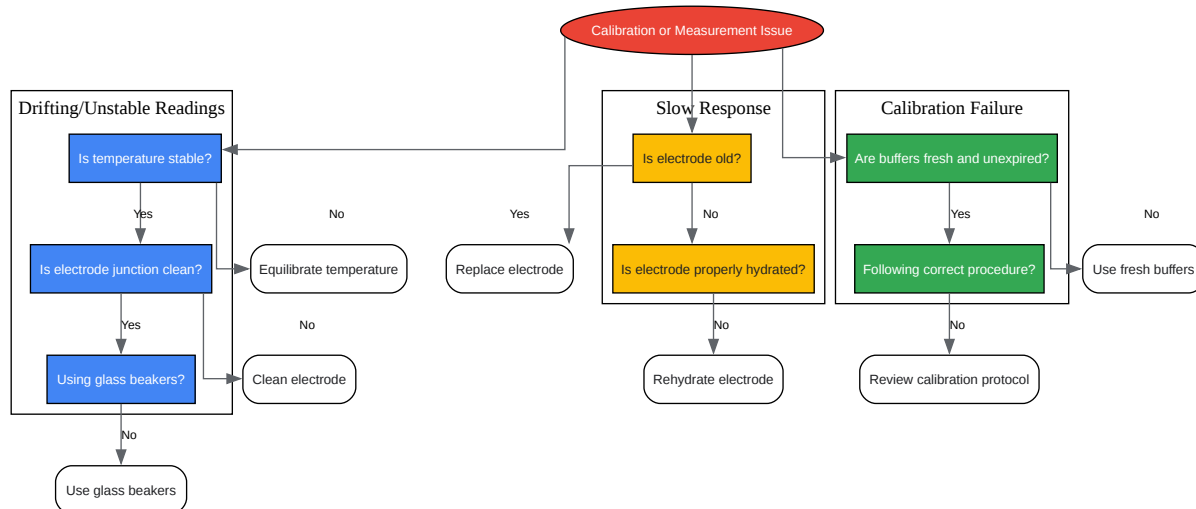 Calibration or Measurement Issue
Drifting/Unstable Readings
Slow Response
Calibration Failure
Is temperature stable?
Is electrode old?
Are buffers fresh and unexpired?
Yes
No
Yes
No
Yes
No
Is electrode junction clean?
Equilibrate temperature
Replace electrode
Is electrode properly hydrated?
Following correct procedure?
Use fresh buffers
Yes
No
No
No
Using glass beakers?
Clean electrode
Rehydrate electrode
Review calibration protocol
No
Use glass beakers